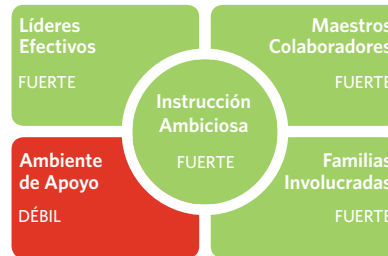 Líderes
Efectivos
FUERTE
Maestros
Colaboradores
FUERTE
Instrucción
Ambiciosa
FUERTE
Ambiente
de Apoyo
DÉBIL
Familias
Involucradas
FUERTE